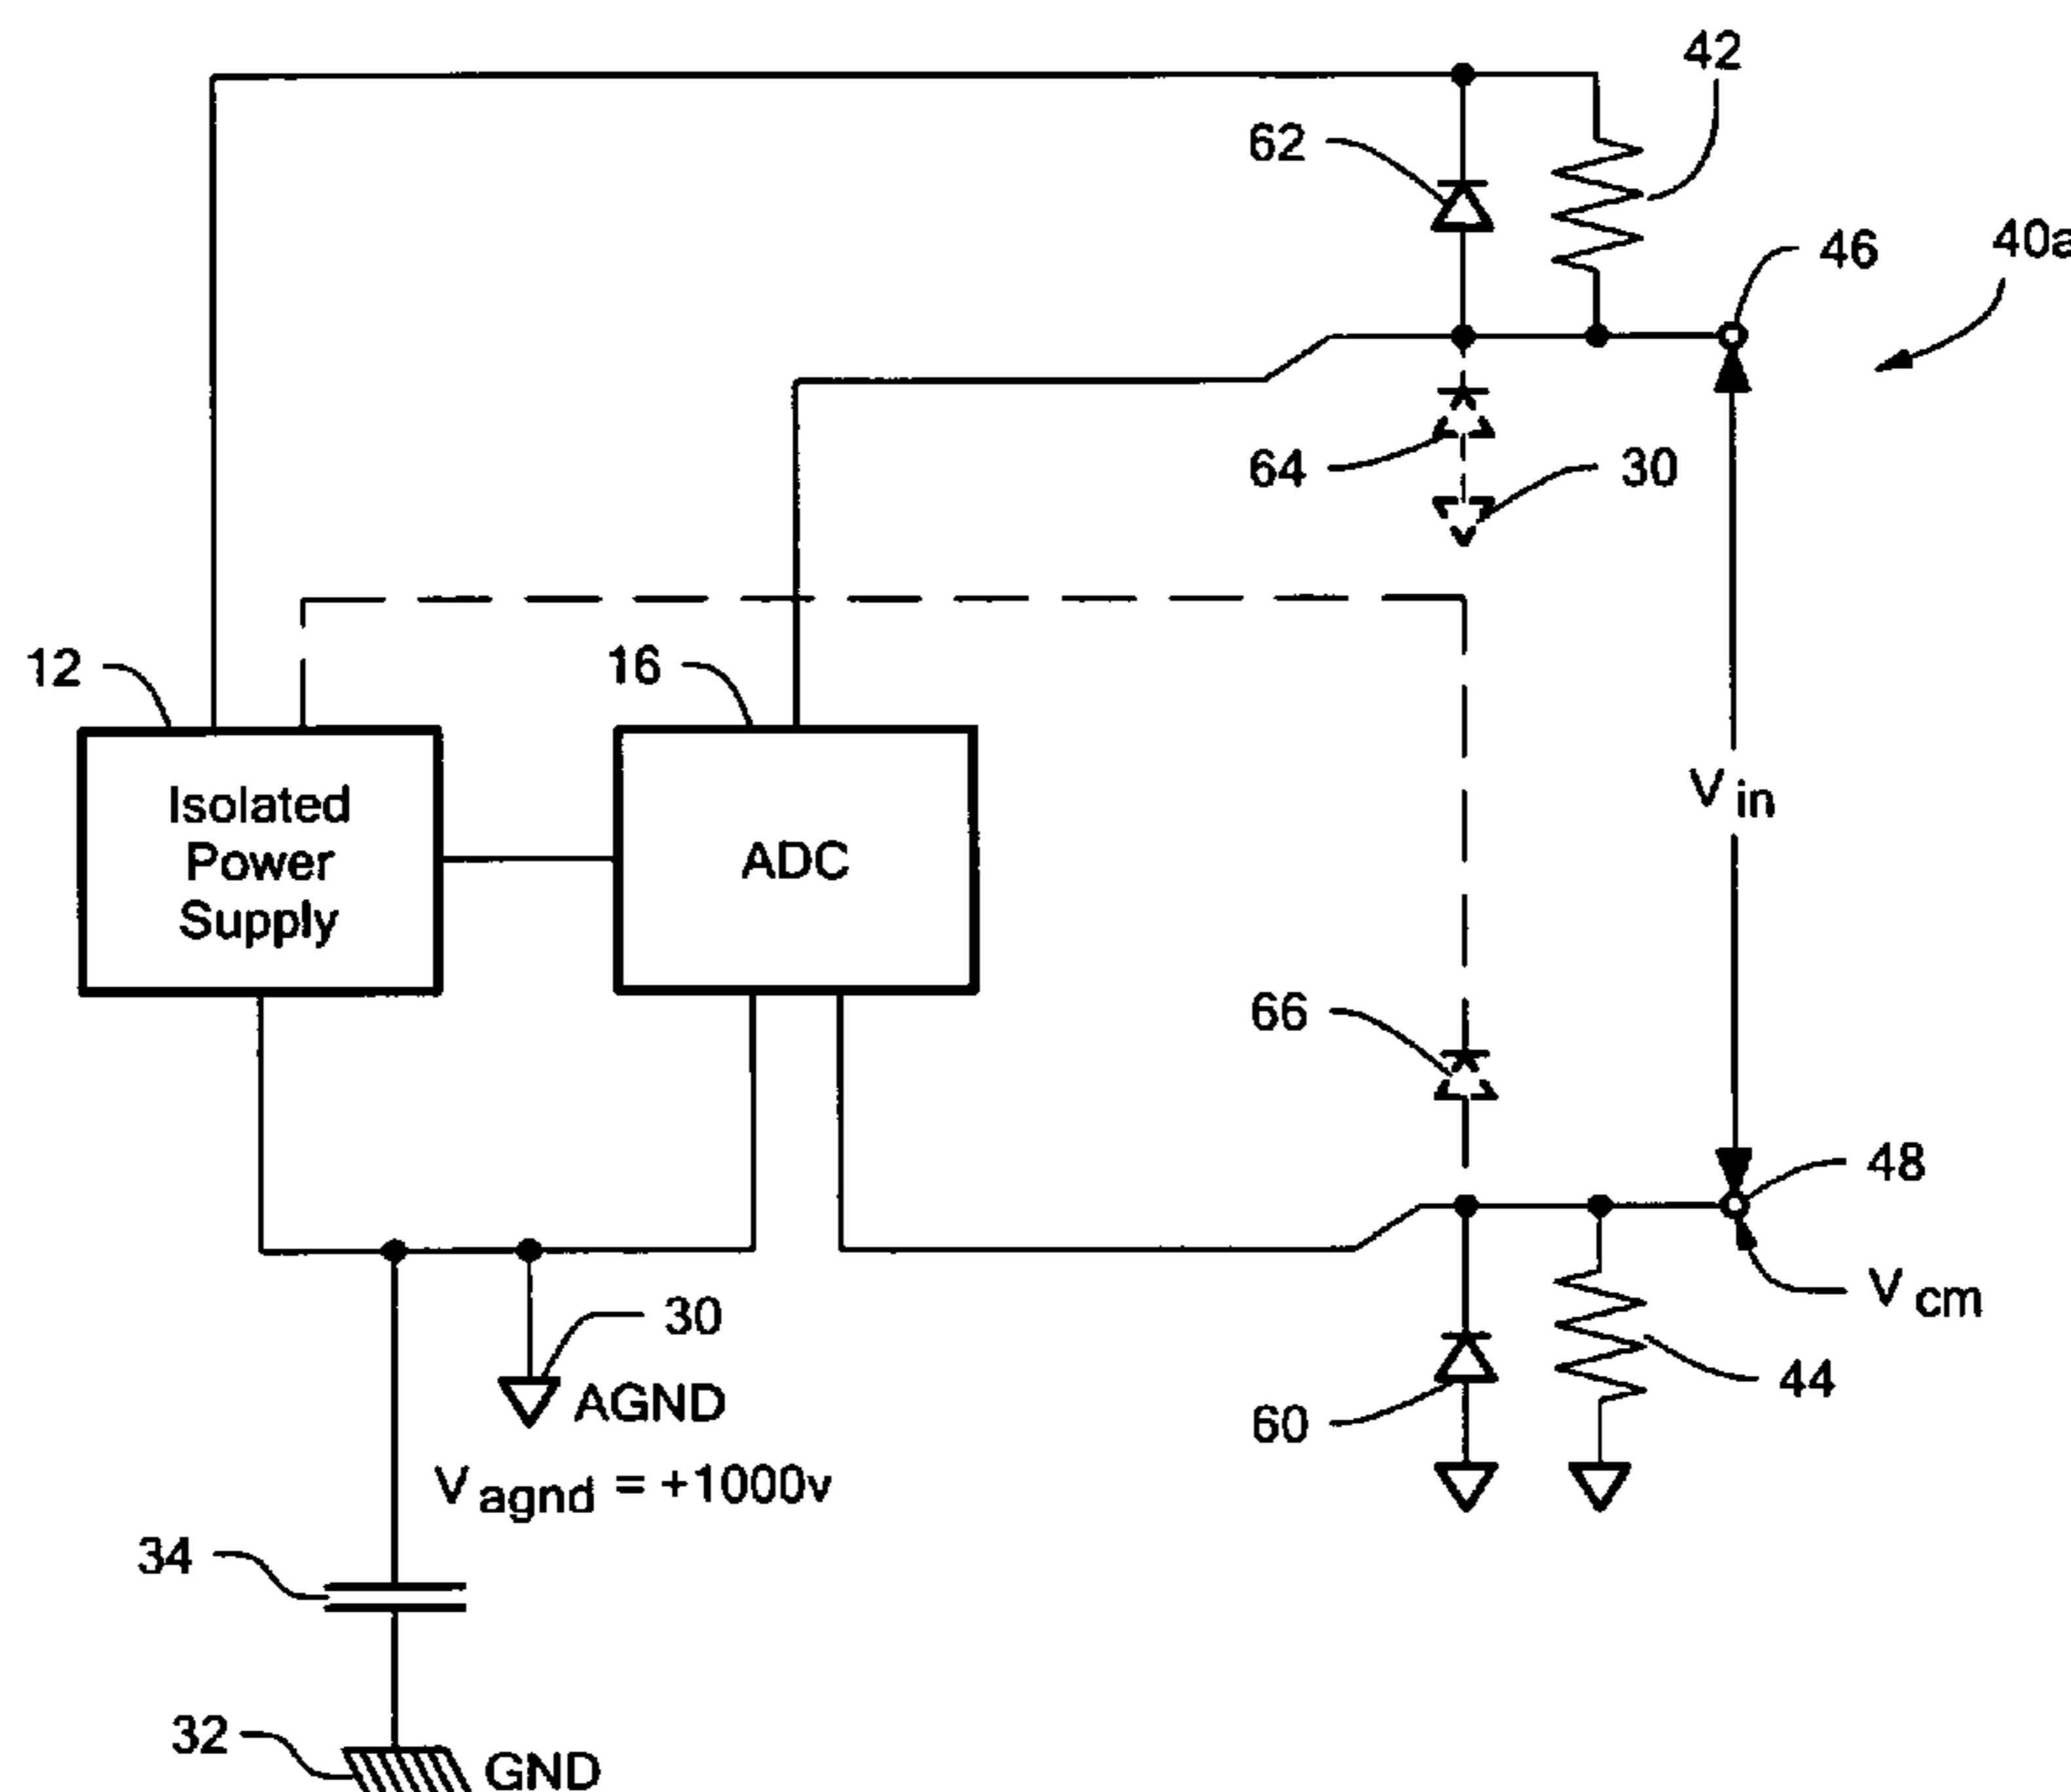 42
62
46
40a
64
30
12
16
Isolated
Power
Supply
ADC
V in
66
48
V cm
30
AGND
44
60
V agnd = +1000v
34
32
GND